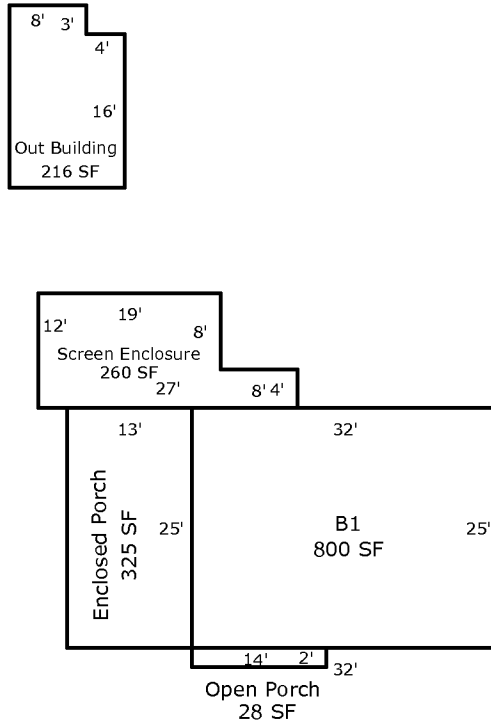 8'
3'
4'
16'
Out Building
216 SF
19'
12'
8'
Screen Enclosure
260 SF
27'
8' 4'
13'
32'
Enclosed Porch
325 SF
25'
B1
800 SF
25'
14'
2'
32'
Open Porch
28 SF